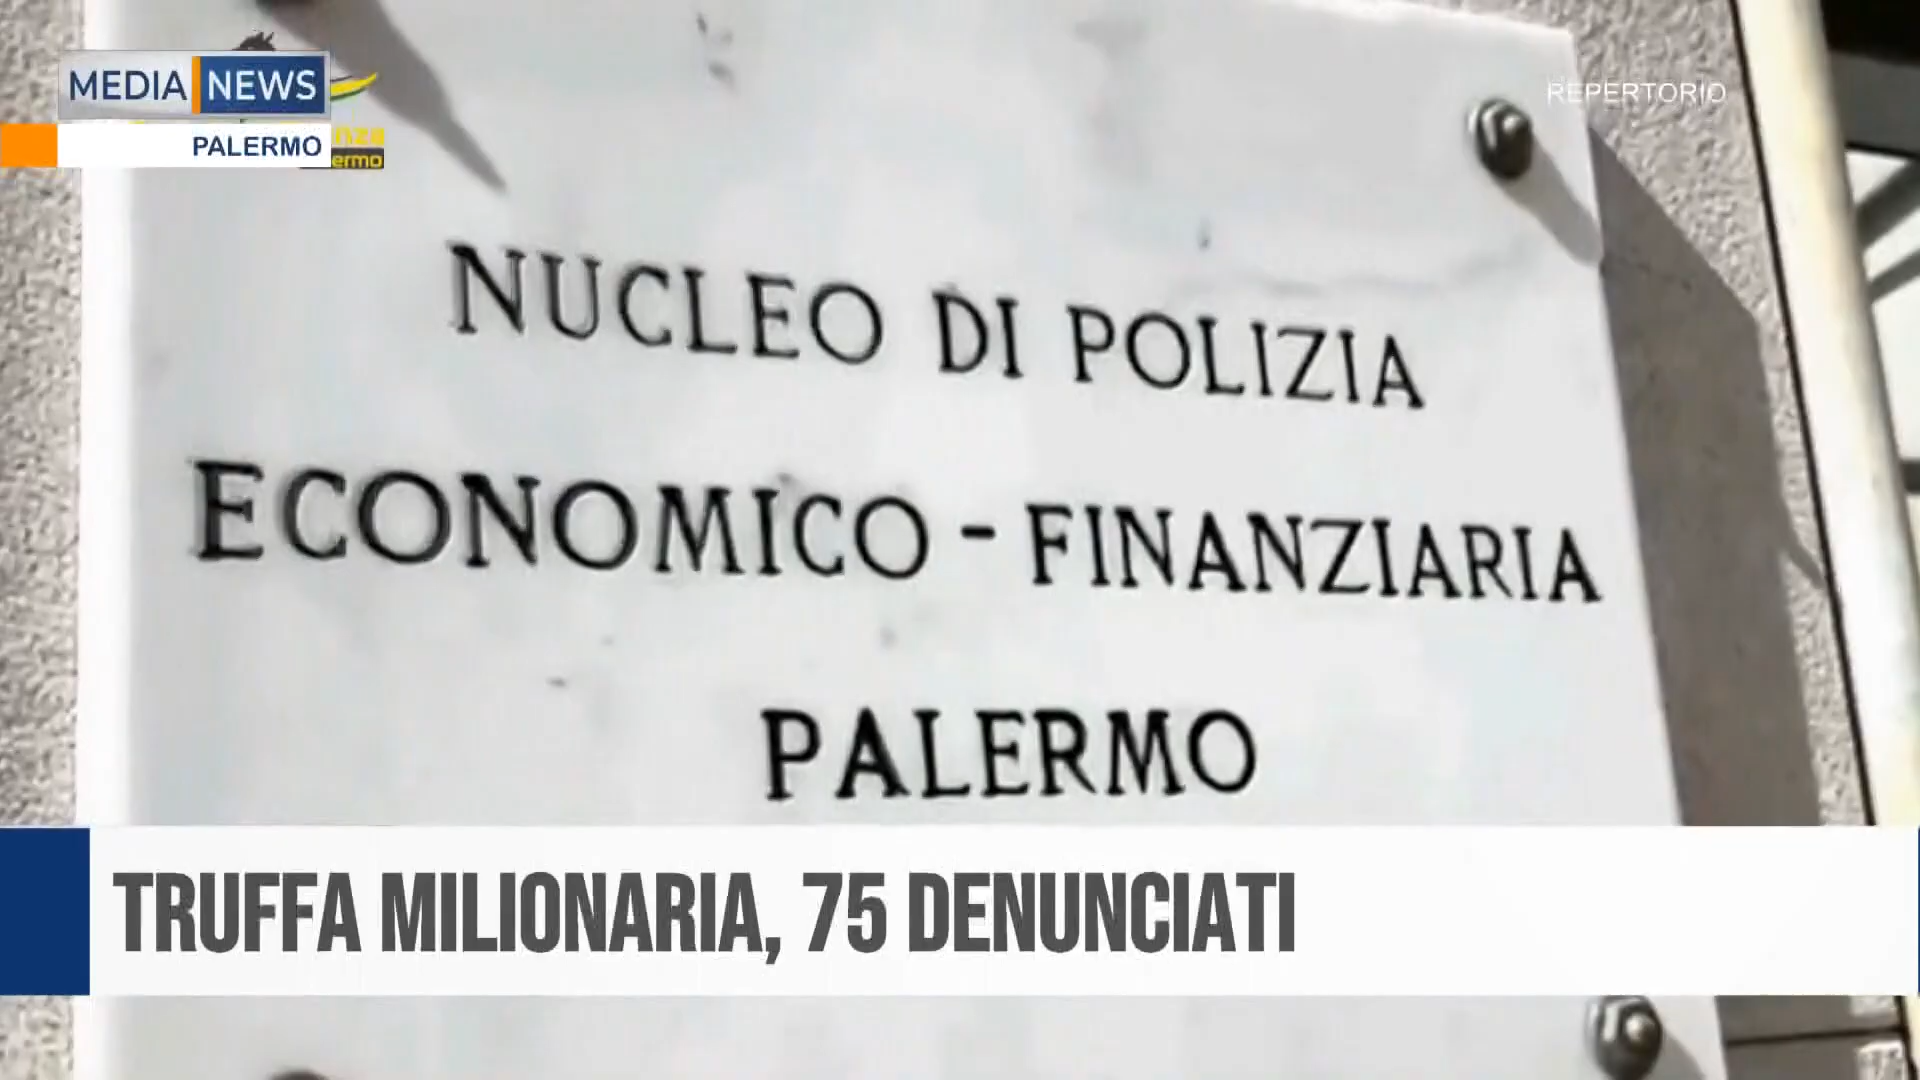 MEDIA NEWS
REPERTORIO
PALERMO
NUCLEO DI POLIZIA
ECONOMICO - FINANZIARIA
PALERMO
TRUFFA MILIONARIA, 75 DENUNCIATI